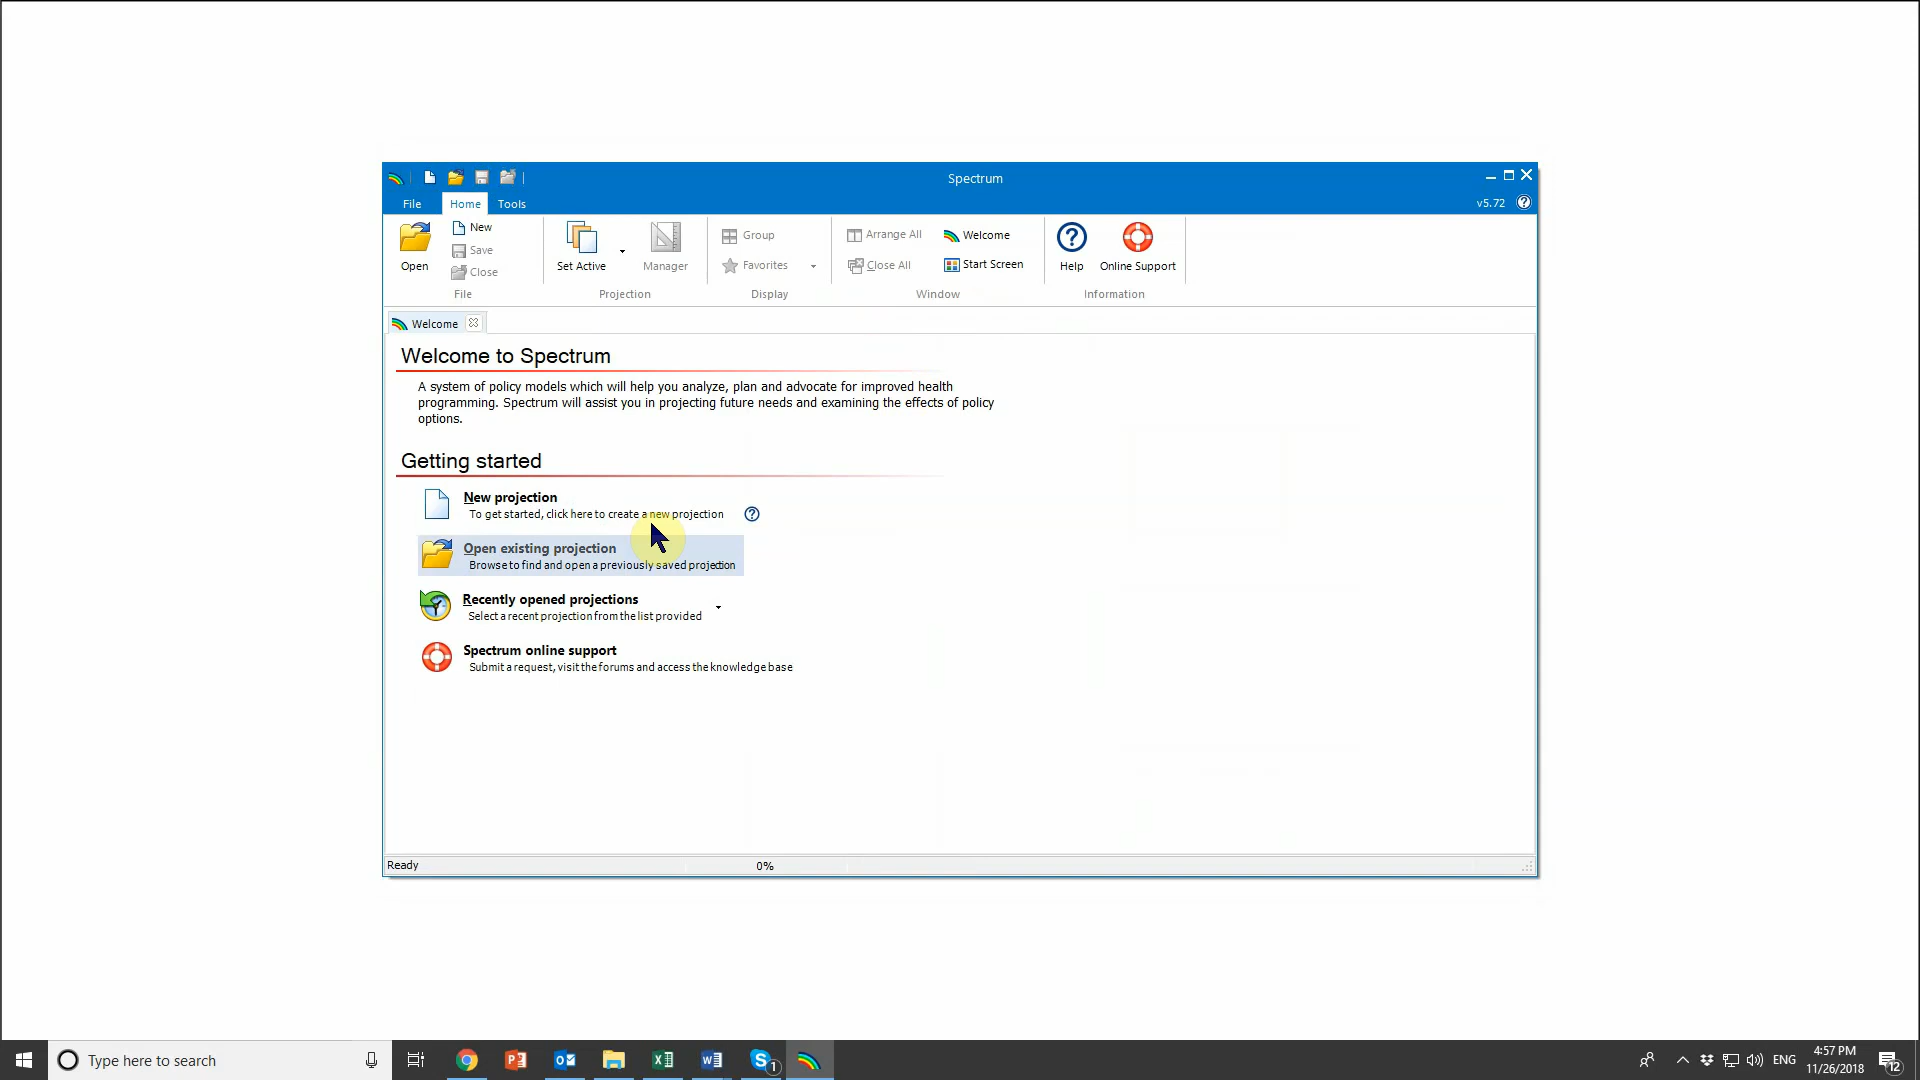 Spectrum
File Home Tools
v5.72
Open
New
Save
Close
File
Set Active
Manager
Projection
Group
Favorites
Display
Arrange All
Close All
Welcome
Start Screen
Window
Help
Online Support
Information
Welcome
Welcome to Spectrum
A system of policy models which will help you analyze, plan and advocate for improved health
programming. Spectrum will assist you in projecting future needs and examining the effects of policy
options.
Getting started
New projection
To get started, click here to create a new projection
Open existing projection
Browse to find and open a previously saved projection
Recently opened projections
Select a recent projection from the list provided
Spectrum online support
Submit a request, visit the forums and access the knowledge base
Ready
0%
Type here to search
1
ENG
4:57 PM
11/26/2018
12